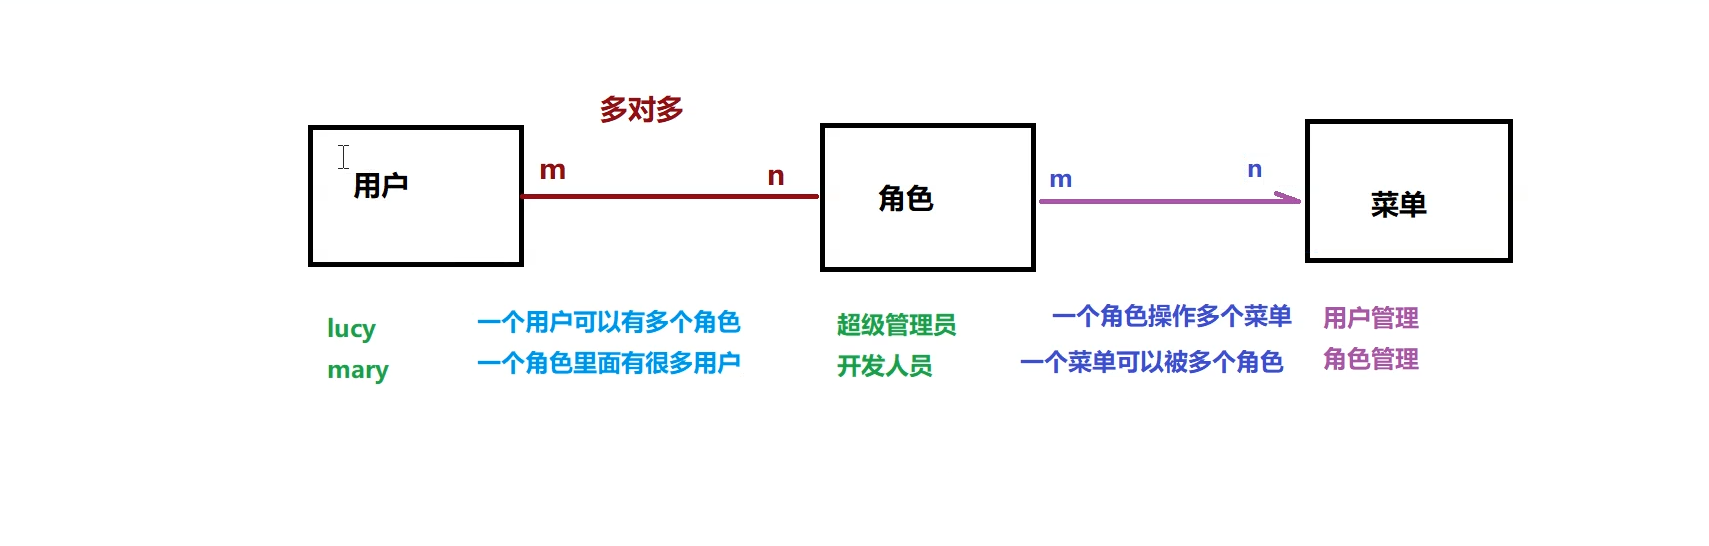 多对多
m
n
m
n
用户
角色
菜单
lucy
一个用户可以有多个角色
超级管理员
一个角色操作多个菜单
用户管理
mary
一个角色里面有很多用户
开发人员
一个菜单可以被多个角色
角色管理